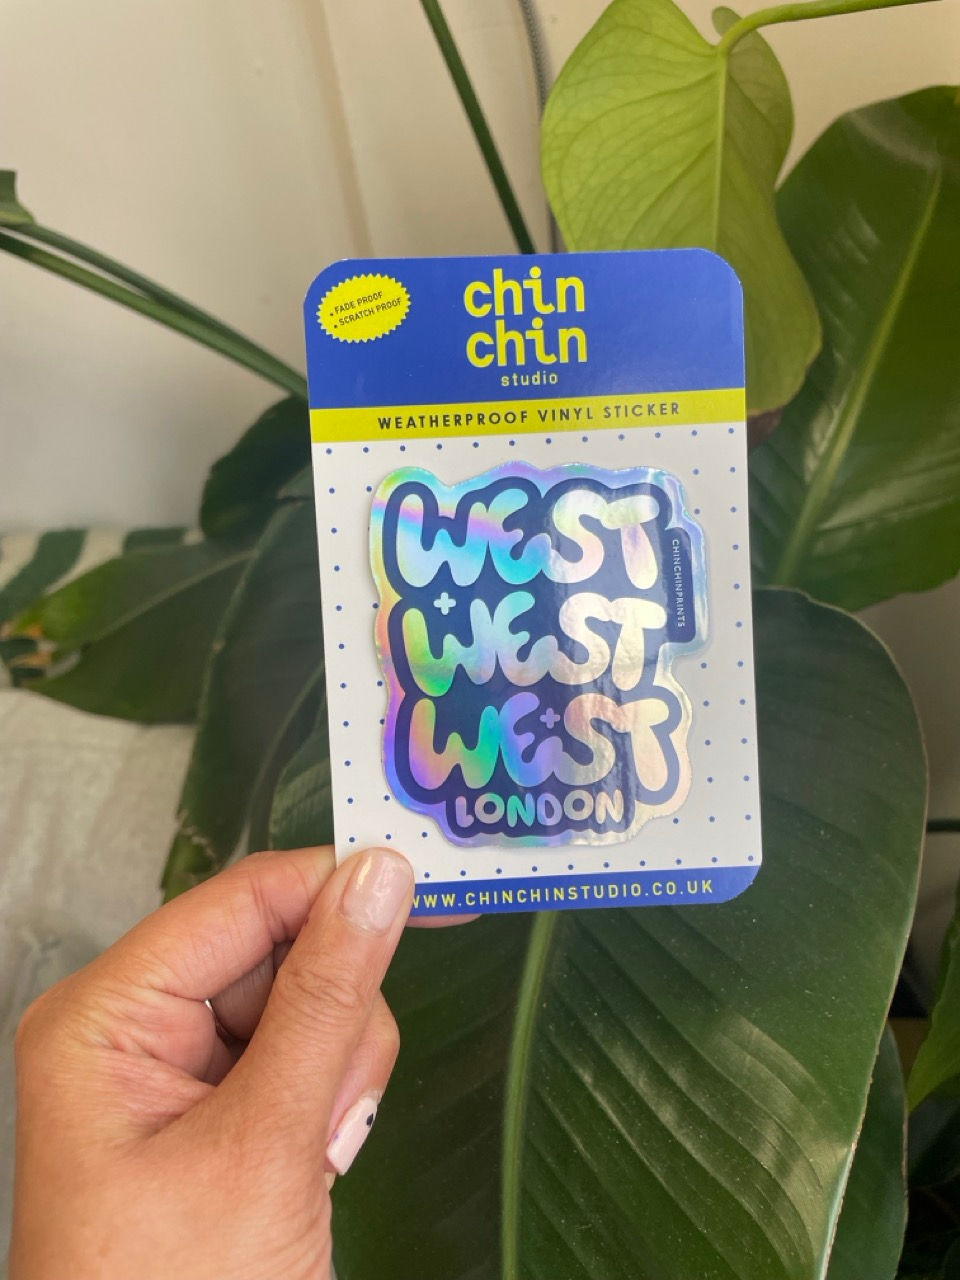 • FADE PROOF
• SCRATCH PROOF
chin
chin
studio
WEATHERPROOF VINYL STICKER
WEST
WEST
WEST
LONDON
CHINCHINPRINTS
WWW.CHINCHINSTUDIO.CO.UK